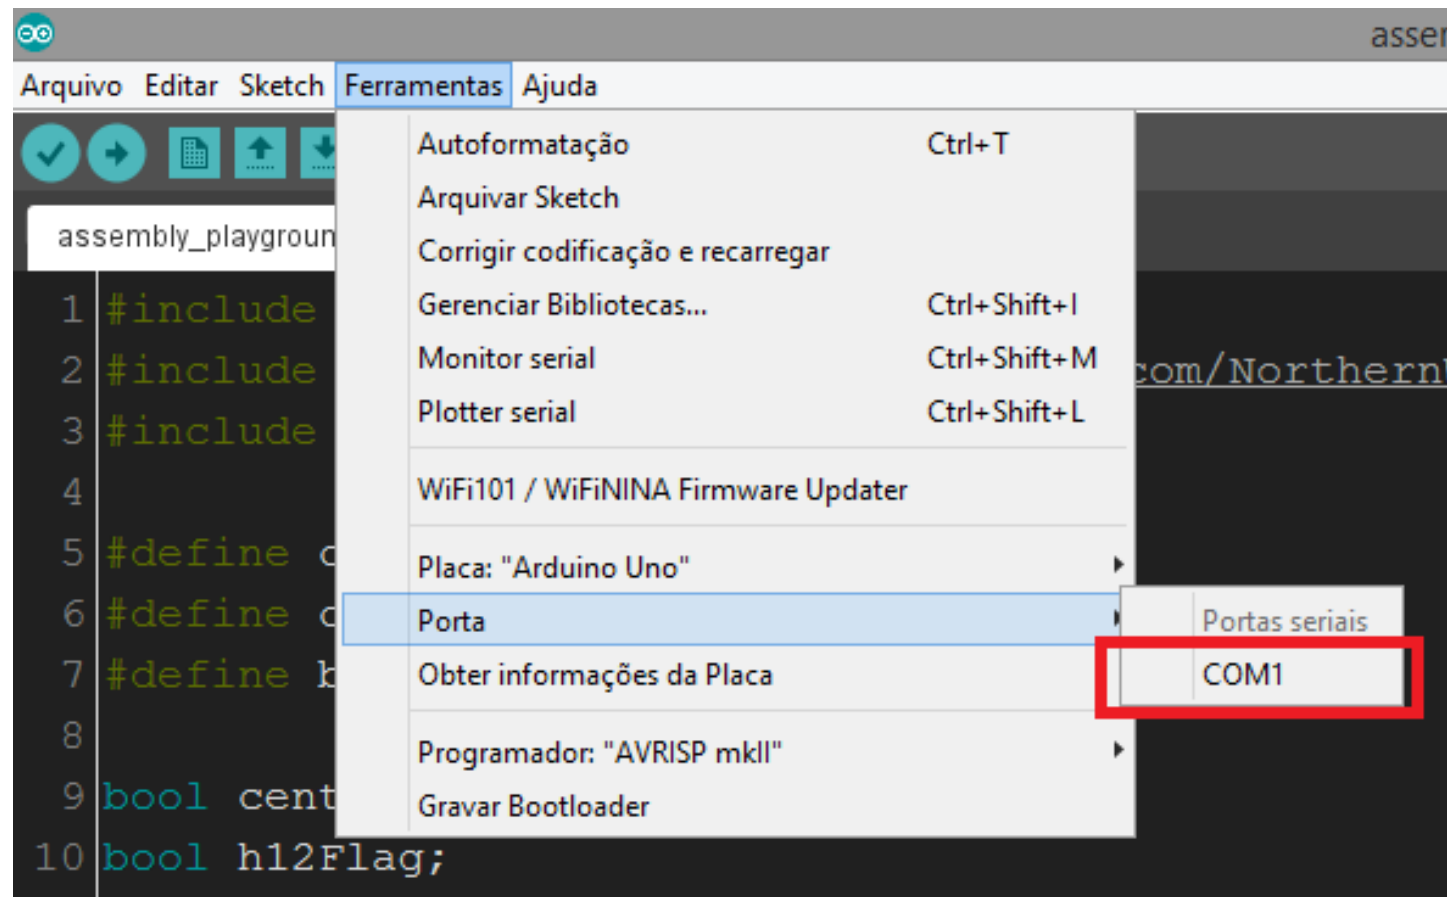 asser
Arquivo Editar Sketch Ferramentas Ajuda
Autoformatação Ctrl+T
Arquivar Sketch
Corrigir codificação e recarregar
Gerenciar Bibliotecas... Ctrl+Shift+I
Monitor serial Ctrl+Shift+M
Plotter serial Ctrl+Shift+L
WiFi101 / WiFiNINA Firmware Updater
Placa: "Arduino Uno"
Porta
Obter informações da Placa
Programador: "AVRISP mkII"
Gravar Bootloader
Portas seriais
COM1
assembly_playgroun
1 #include
2 #include com/Northern
3 #include
4
5 #define c
6 #define c
7 #define b
8
9 bool cent
10 bool h12Flag;